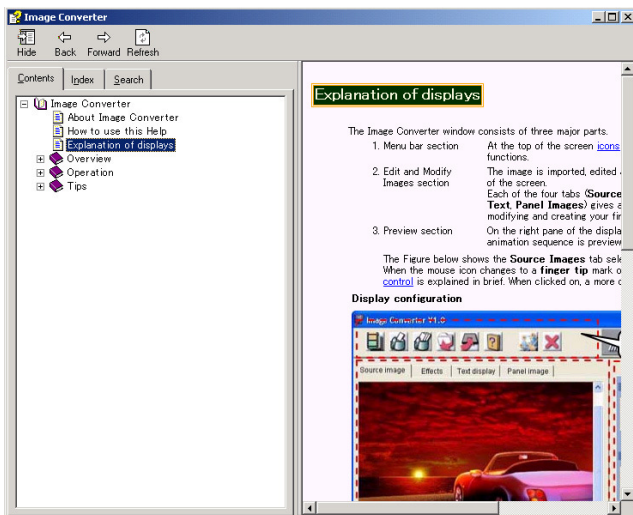 Image Converter
Hide Back Forward Refresh
Contents Index Search
Image Converter
About Image Converter
How to use this Help
Explanation of displays
Overview
Operation
Tips
Explanation of displays
The Image Converter window consists of three major parts.
1. Menu bar section At the top of the screen icons
functions.
2. Edit and Modify The image is imported, edited
Images section of the screen.
Each of the four tabs (Source
Text, Panel Images) gives a
modifying and creating your fir
3. Preview section On the right pane of the displa
animation sequence is preview
The Figure below shows the Source Images tab sele
When the mouse icon changes to a finger tip mark o
control is explained in brief. When clicked on, a more d
Display configuration
Image Converter V1.0
Source image Effects Text display Panel image